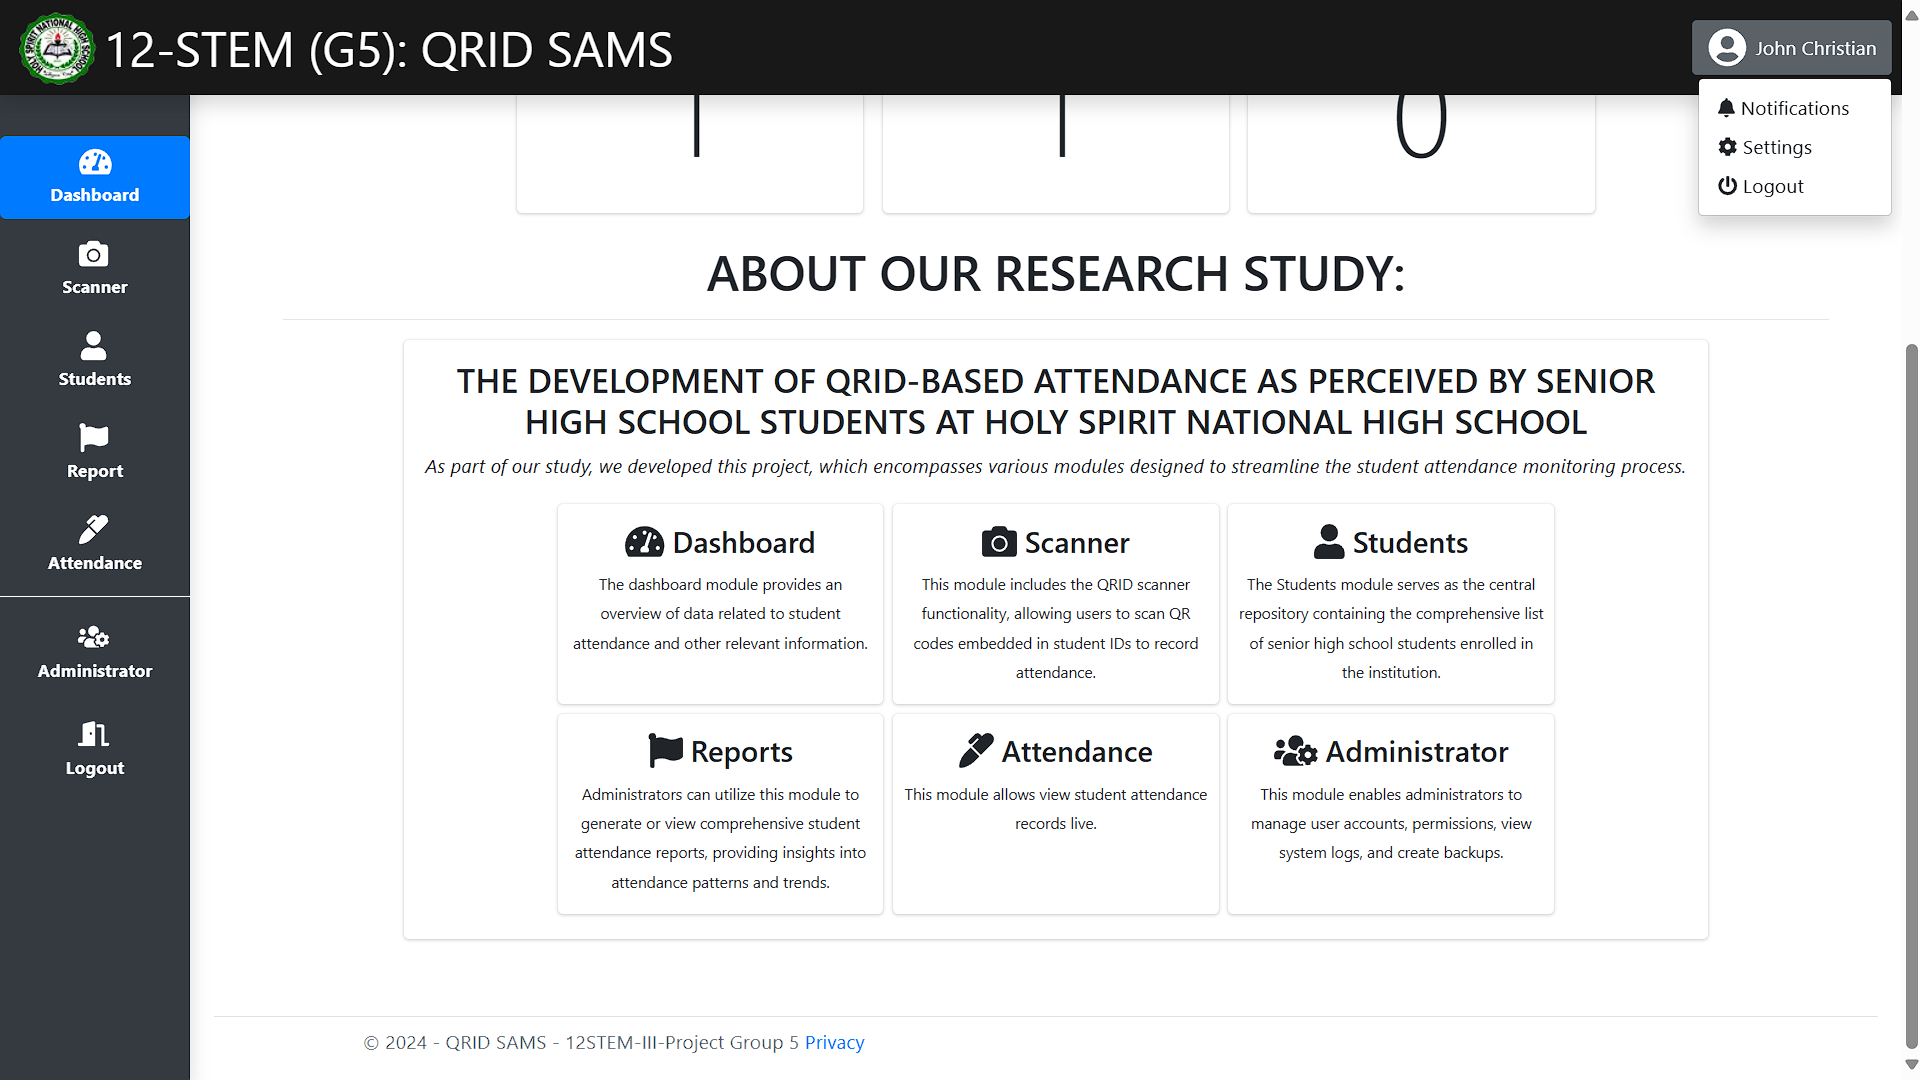 12-STEM (G5): QRID SAMS
John Christian
Notifications
Settings
Logout
Dashboard
Scanner
Students
Report
Attendance
Administrator
Logout
1
1
0
ABOUT OUR RESEARCH STUDY:
THE DEVELOPMENT OF QRID-BASED ATTENDANCE AS PERCEIVED BY SENIOR
HIGH SCHOOL STUDENTS AT HOLY SPIRIT NATIONAL HIGH SCHOOL
As part of our study, we developed this project, which encompasses various modules designed to streamline the student attendance monitoring process.
Dashboard
The dashboard module provides an
overview of data related to student
attendance and other relevant information.
Scanner
This module includes the QRID scanner
functionality, allowing users to scan QR
codes embedded in student IDs to record
attendance.
Students
The Students module serves as the central
repository containing the comprehensive list
of senior high school students enrolled in
the institution.
Reports
Administrators can utilize this module to
generate or view comprehensive student
attendance reports, providing insights into
attendance patterns and trends.
Attendance
This module allows view student attendance
records live.
Administrator
This module enables administrators to
manage user accounts, permissions, view
system logs, and create backups.
© 2024 - QRID SAMS - 12STEM-III-Project Group 5 Privacy